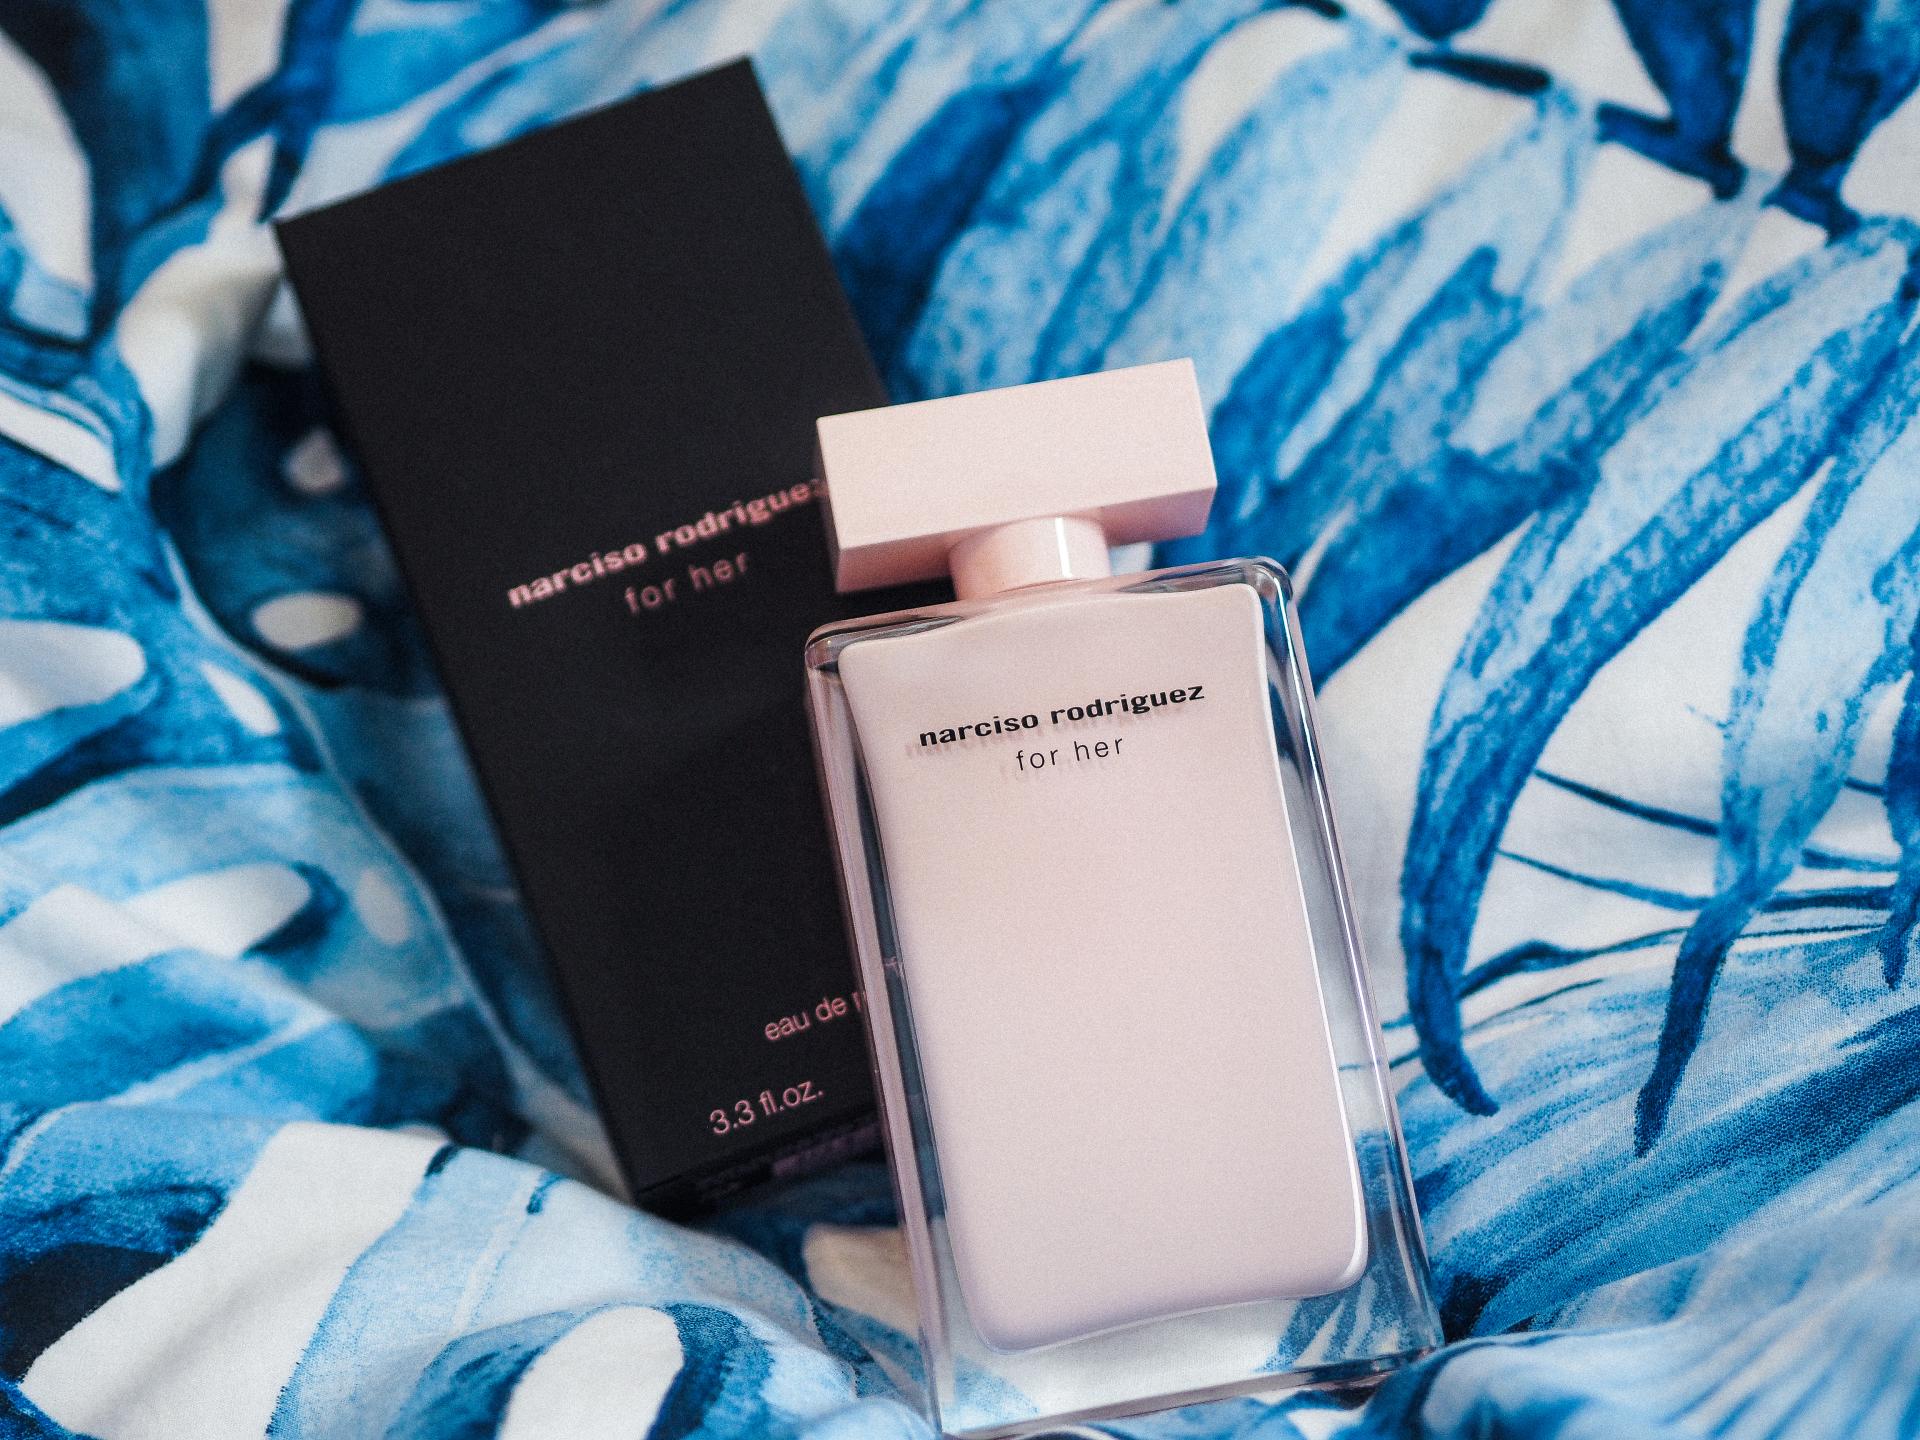 narciso rodriguez
for her
eau de
3.3 fl.oz.
narciso rodriguez
for her